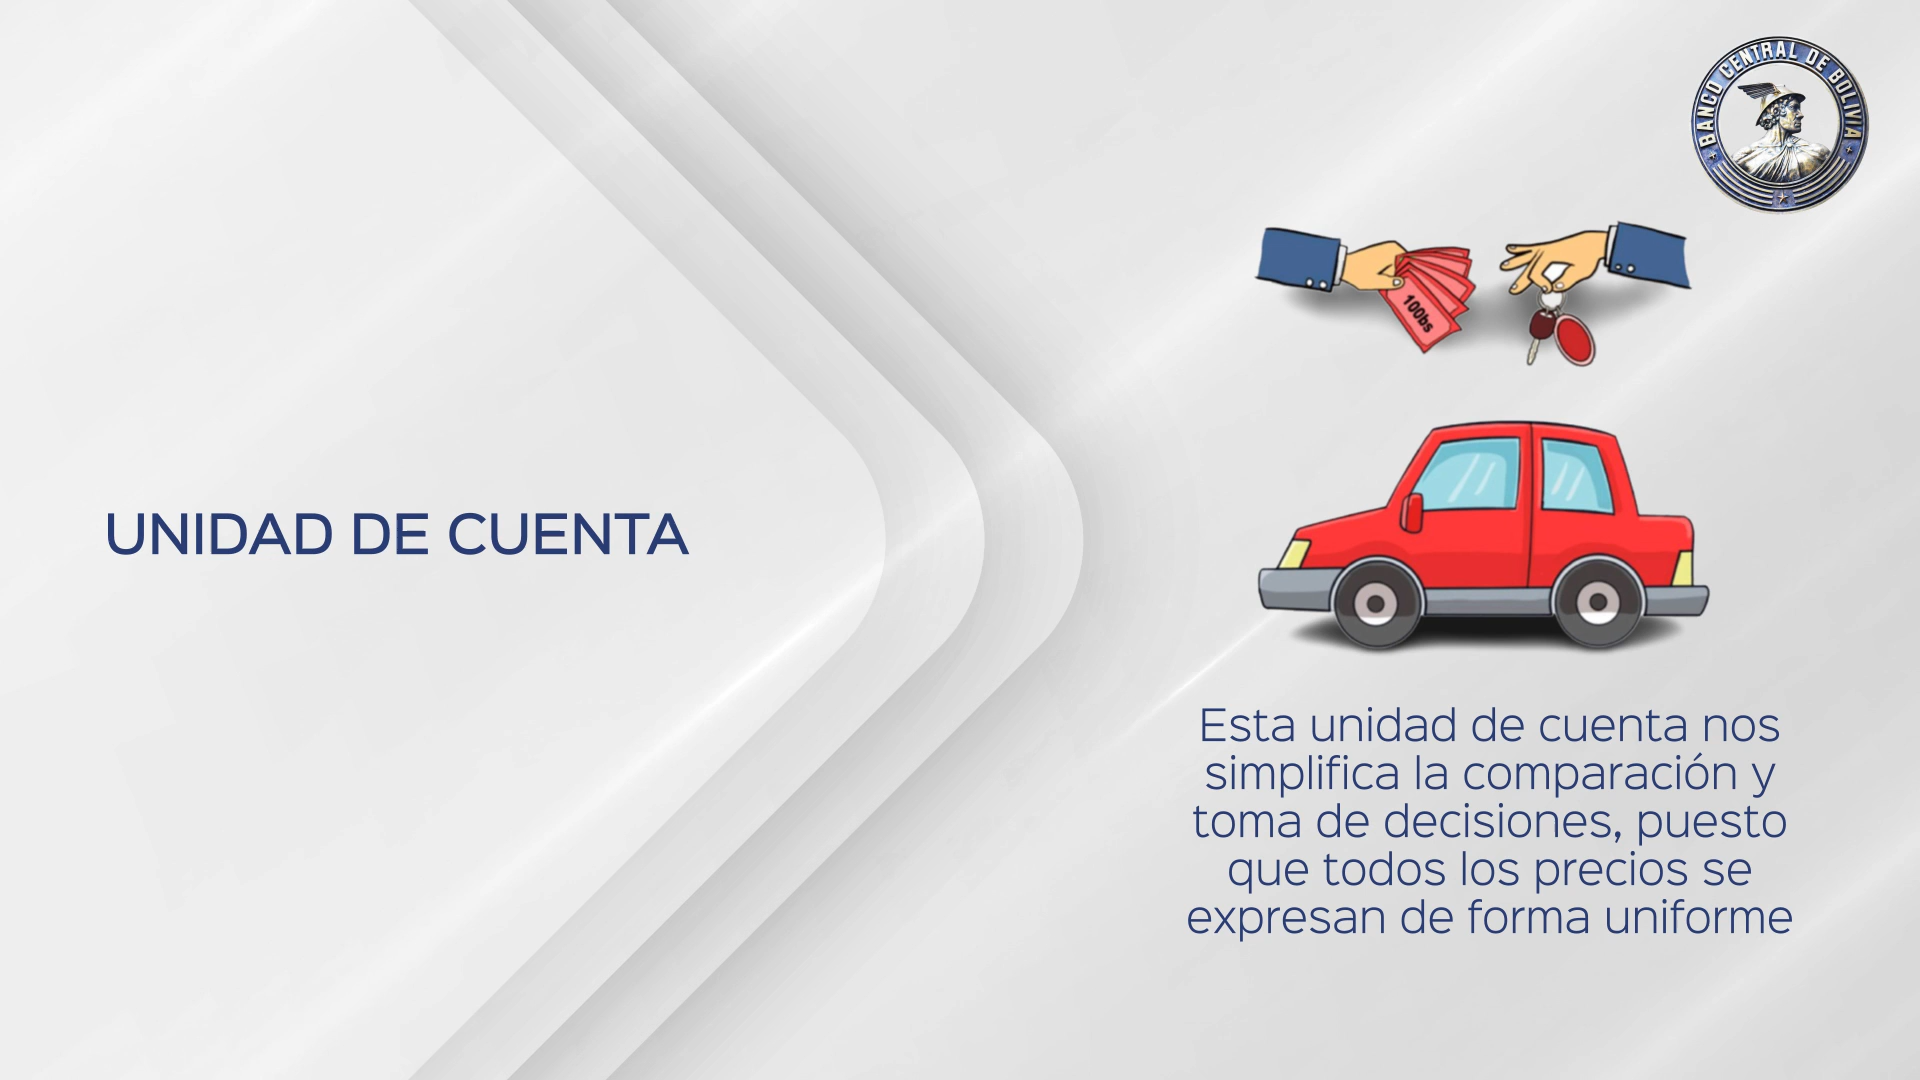 BANCO CENTRAL DE BOLIVIA
100bs
UNIDAD DE CUENTA
Esta unidad de cuenta nos
simplifica la comparación y
toma de decisiones, puesto
que todos los precios se
expresan de forma uniforme